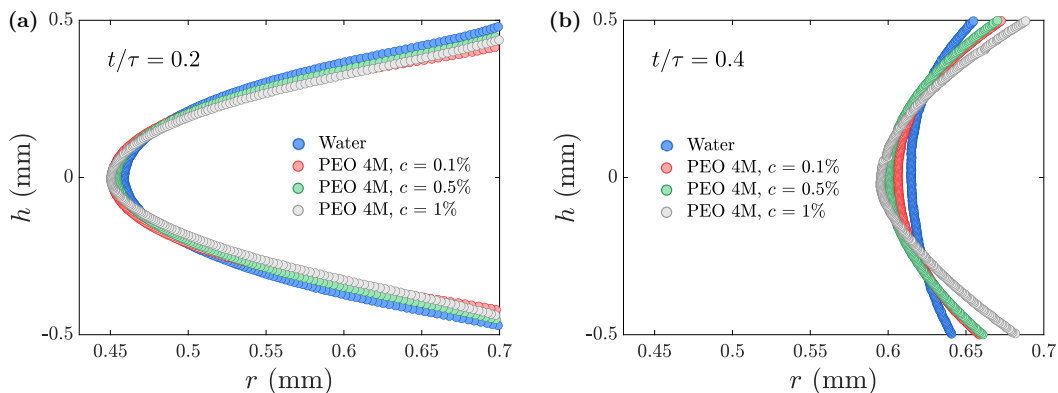 (a)
t/τ = 0.2
h (mm)
0.5
0
-0.5
Water
PEO 4M, c = 0.1%
PEO 4M, c = 0.5%
PEO 4M, c = 1%
0.45 0.5 0.55 0.6 0.65 0.7
r (mm)
(b)
t/τ = 0.4
h (mm)
0.5
0
-0.5
Water
PEO 4M, c = 0.1%
PEO 4M, c = 0.5%
PEO 4M, c = 1%
0.45 0.5 0.55 0.6 0.65 0.7
r (mm)